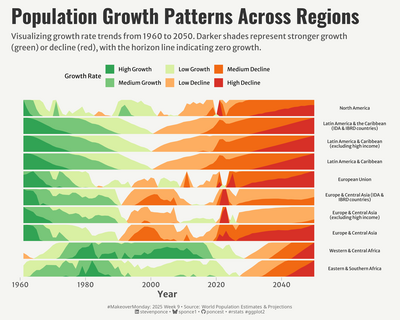 Population Growth Patterns Across Regions
Visualizing growth rate trends from 1960 to 2050. Darker shades represent stronger growth
(green) or decline (red), with the horizon line indicating zero growth.
Growth Rate
High Growth
Low Growth
Medium Decline
Medium Growth
Low Decline
High Decline
North America
Latin America & the Caribbean
(IDA & IBRD countries)
Latin America & Caribbean
(excluding high income)
Latin America & Caribbean
European Union
Europe & Central Asia (IDA &
IBRD countries)
Europe & Central Asia
(excluding high income)
Europe & Central Asia
Western & Central Africa
Eastern & Southern Africa
1960
1980
2000
2020
2040
Year
#MakeoverMonday: 2025 Week 9 • Source: World Population Estimates & Projections
stevenponce • sponce1 • poncest • #rstats #ggplot2